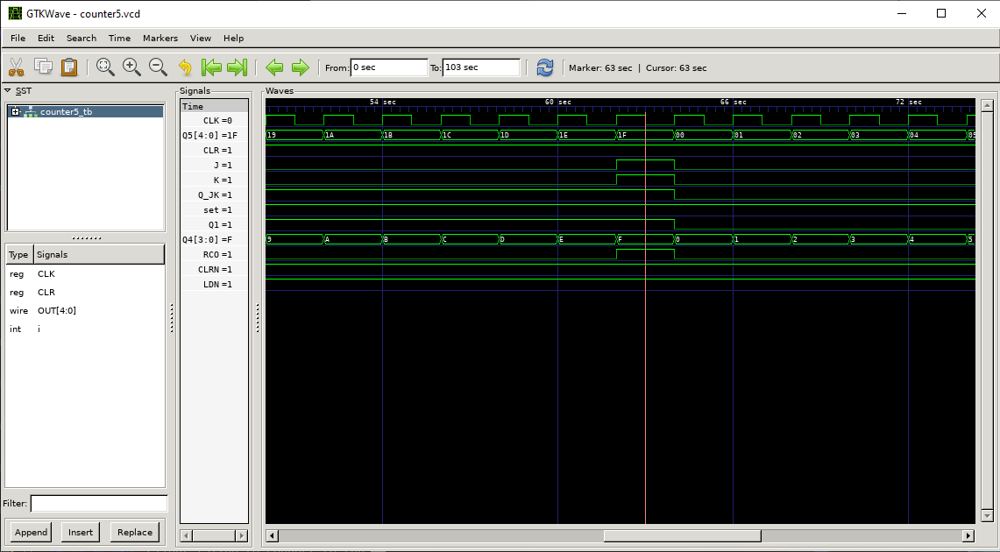 GTKWave - counter5.vcd
File Edit Search Time Markers View Help
From: 0 sec To: 103 sec Marker: 63 sec | Cursor: 63 sec
SST
counter5_tb
Type Signals
reg CLK
reg CLR
wire OUT[4:0]
int i
Filter:
Append Insert Replace
Signals
Time
CLK =0
Q5[4:0] =1F
CLR =1
J =1
K =1
Q_JK =1
set =1
Q1 =1
Q4[3:0] =F
RCO =1
CLRN =1
LDN =1
Waves
54 sec 60 sec 66 sec 72 sec
19 1A 1B 1C 1D 1E 1F 00 01 02 03 04 05
9 A B C D E F 0 1 2 3 4 5